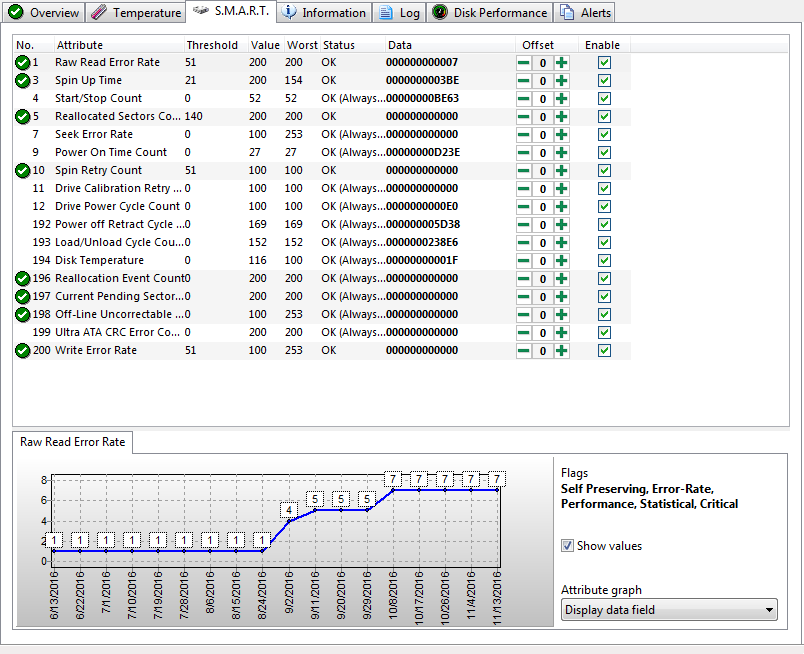 Overview Temperature S.M.A.R.T. Information Log Disk Performance Alerts
No. Attribute Threshold Value Worst Status Data Offset Enable
1 Raw Read Error Rate 51 200 200 OK 000000000007 0
3 Spin Up Time 21 200 154 OK 0000000003BE 0
4 Start/Stop Count 0 52 52 OK (Always... 00000000BE63 0
5 Reallocated Sectors Co... 140 200 200 OK 000000000000 0
7 Seek Error Rate 0 100 253 OK (Always... 000000000000 0
9 Power On Time Count 0 27 27 OK (Always... 00000000D23E 0
10 Spin Retry Count 51 100 100 OK 000000000000 0
11 Drive Calibration Retry ... 0 100 100 OK (Always... 000000000000 0
12 Drive Power Cycle Count 0 100 100 OK (Always... 0000000000E0 0
192 Power off Retract Cycle ... 0 169 169 OK (Always... 000000005D38 0
193 Load/Unload Cycle Cou... 0 152 152 OK (Always... 0000000238E6 0
194 Disk Temperature 0 116 100 OK (Always... 00000000001F 0
196 Reallocation Event Count 0 200 200 OK (Always... 000000000000 0
197 Current Pending Sector... 0 200 200 OK (Always... 000000000000 0
198 Off-Line Uncorrectable ... 0 100 253 OK (Always... 000000000000 0
199 Ultra ATA CRC Error Co... 0 200 200 OK (Always... 000000000000 0
200 Write Error Rate 51 100 253 OK 000000000000 0
Raw Read Error Rate
8
6
4
2
0
1 1 1 1 1 1 1 1 1 4 5 5 5 7 7 7 7 7
6/13/2016 6/22/2016 7/1/2016 7/10/2016 7/19/2016 7/28/2016 8/6/2016 8/15/2016 8/24/2016 9/2/2016 9/11/2016 9/20/2016 9/29/2016 10/8/2016 10/17/2016 10/26/2016 11/4/2016 11/13/2016
Flags
Self Preserving, Error-Rate,
Performance, Statistical, Critical
Show values
Attribute graph
Display data field